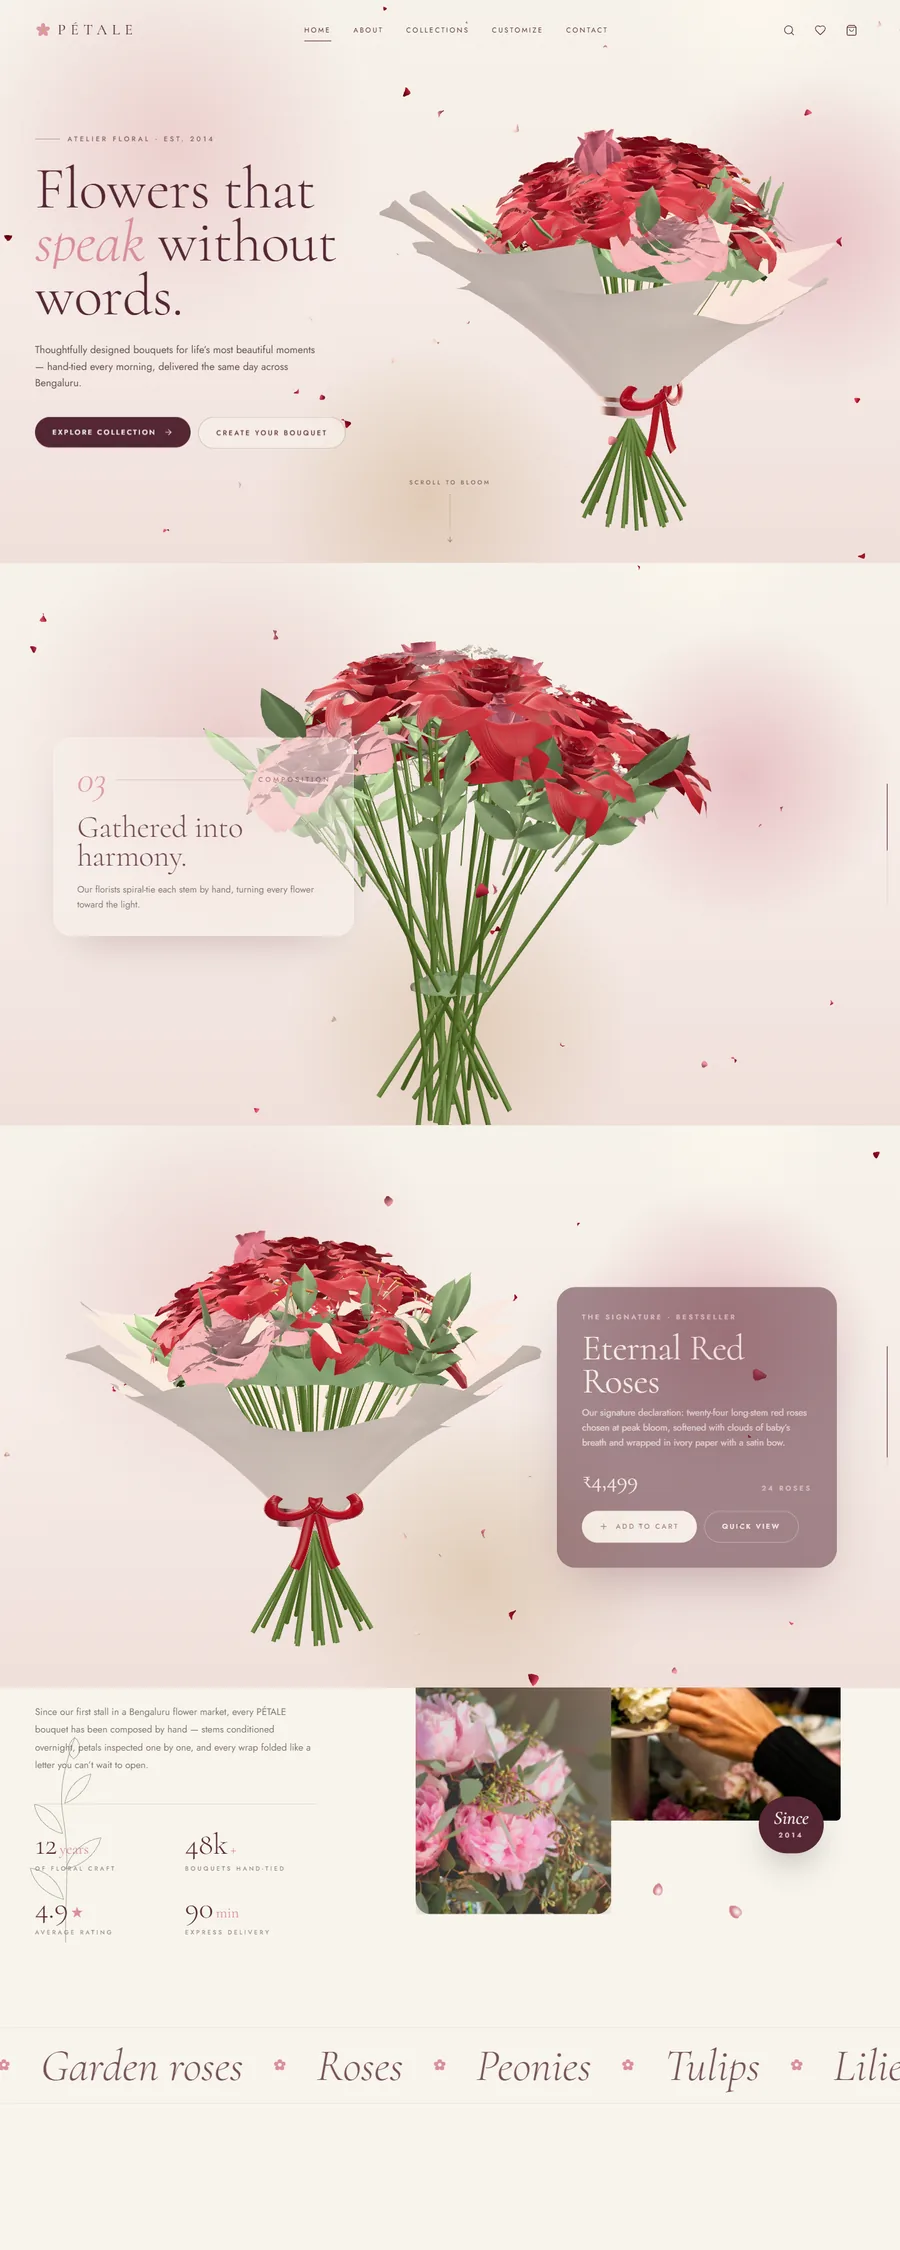 PÉTALE
HOME ABOUT COLLECTIONS CUSTOMIZE CONTACT
ATELIER FLORAL · EST. 2014
Flowers that
speak without
words.
Thoughtfully designed bouquets for life's most beautiful moments
— hand-tied every morning, delivered the same day across
Bengaluru.
EXPLORE COLLECTION →
CREATE YOUR BOUQUET
SCROLL TO BLOOM
03 COMPOSITION
Gathered into
harmony.
Our florists spiral-tie each stem by hand, turning every flower
toward the light.
THE SIGNATURE · BESTSELLER
Eternal Red
Roses
Our signature declaration: twenty-four long-stem red roses
chosen at peak bloom, softened with clouds of baby's
breath and wrapped in ivory paper with a satin bow.
₹4,499
24 ROSES
+ ADD TO CART
QUICK VIEW
Since our first stall in a Bengaluru flower market, every PÉTALE
bouquet has been composed by hand — stems conditioned
overnight, petals inspected one by one, and every wrap folded like a
letter you can't wait to open.
12 years
OF FLORAL CRAFT
48k +
BOUQUETS HAND-TIED
4.9 ★
AVERAGE RATING
90 min
EXPRESS DELIVERY
Since
2014
Garden roses Roses Peonies Tulips Lilie